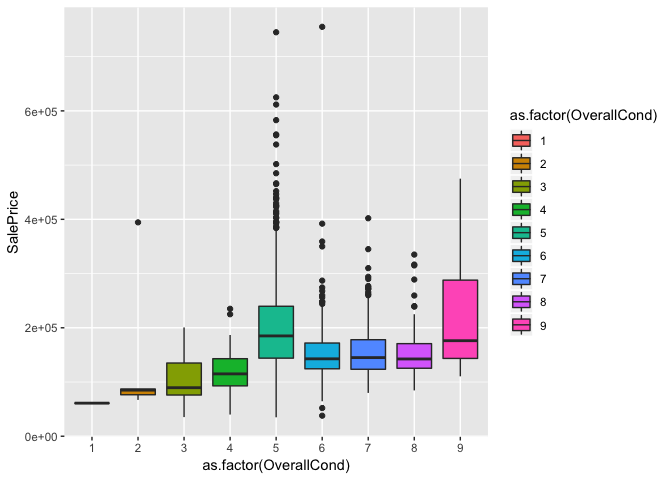 SalePrice
6e+05
4e+05
2e+05
0e+00
1 2 3 4 5 6 7 8 9
as.factor(OverallCond)
as.factor(OverallCond)
1
2
3
4
5
6
7
8
9